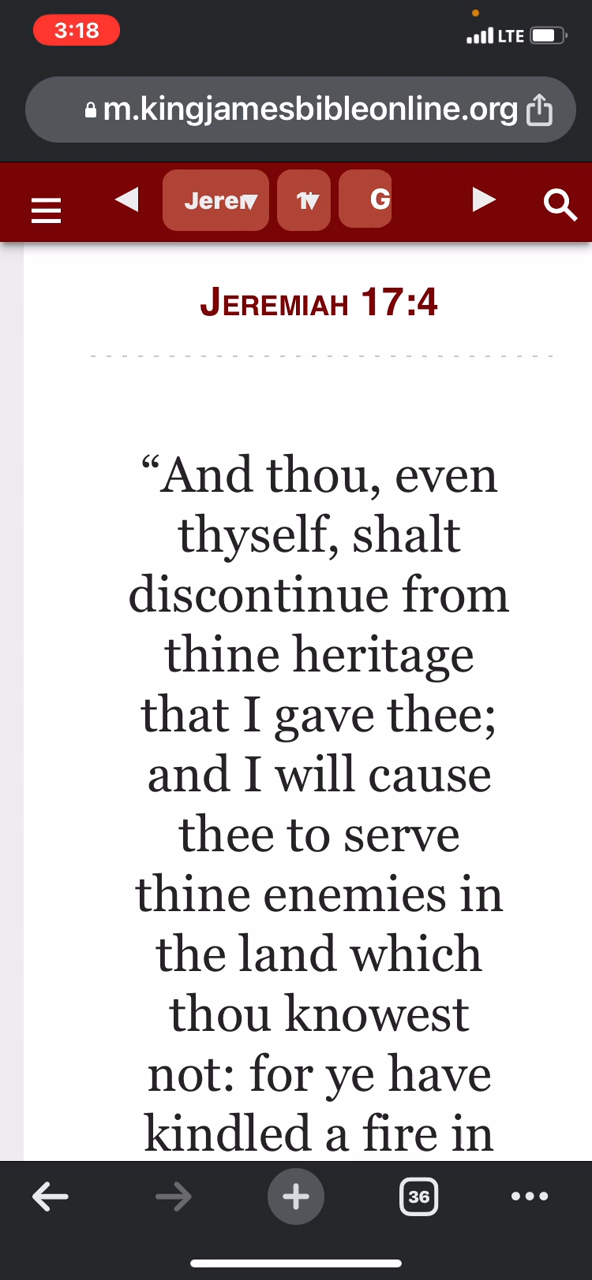 3:18
LTE
m.kingjamesbibleonline.org
Jerem
G
JEREMIAH 17:4
“And thou, even
thyself, shalt
discontinue from
thine heritage
that I gave thee;
and I will cause
thee to serve
thine enemies in
the land which
thou knowest
not: for ye have
kindled a fire in
36